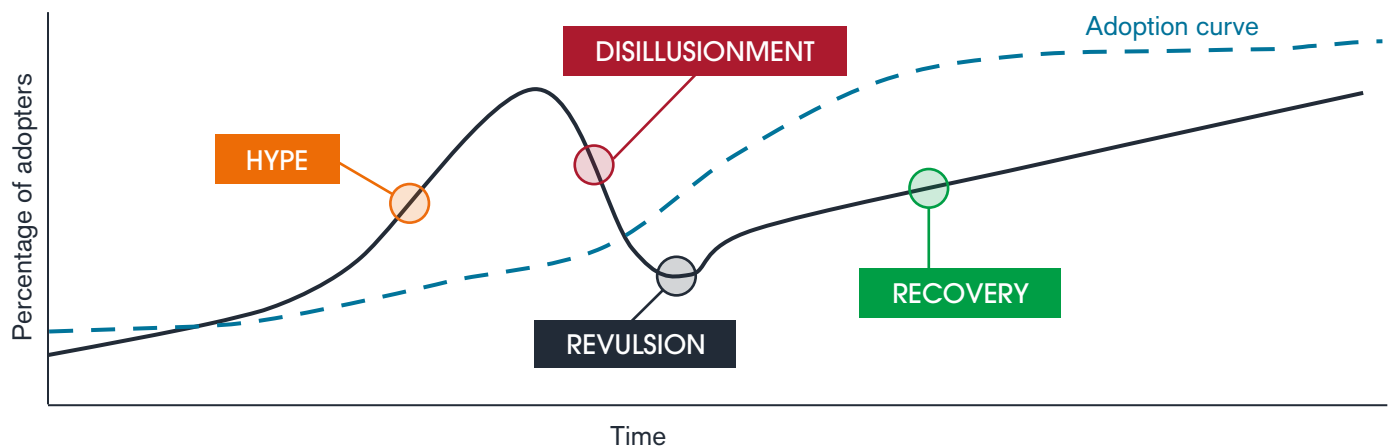 Adoption curve
DISILLUSIONMENT
HYPE
Percentage of adopters
RECOVERY
REVULSION
Time